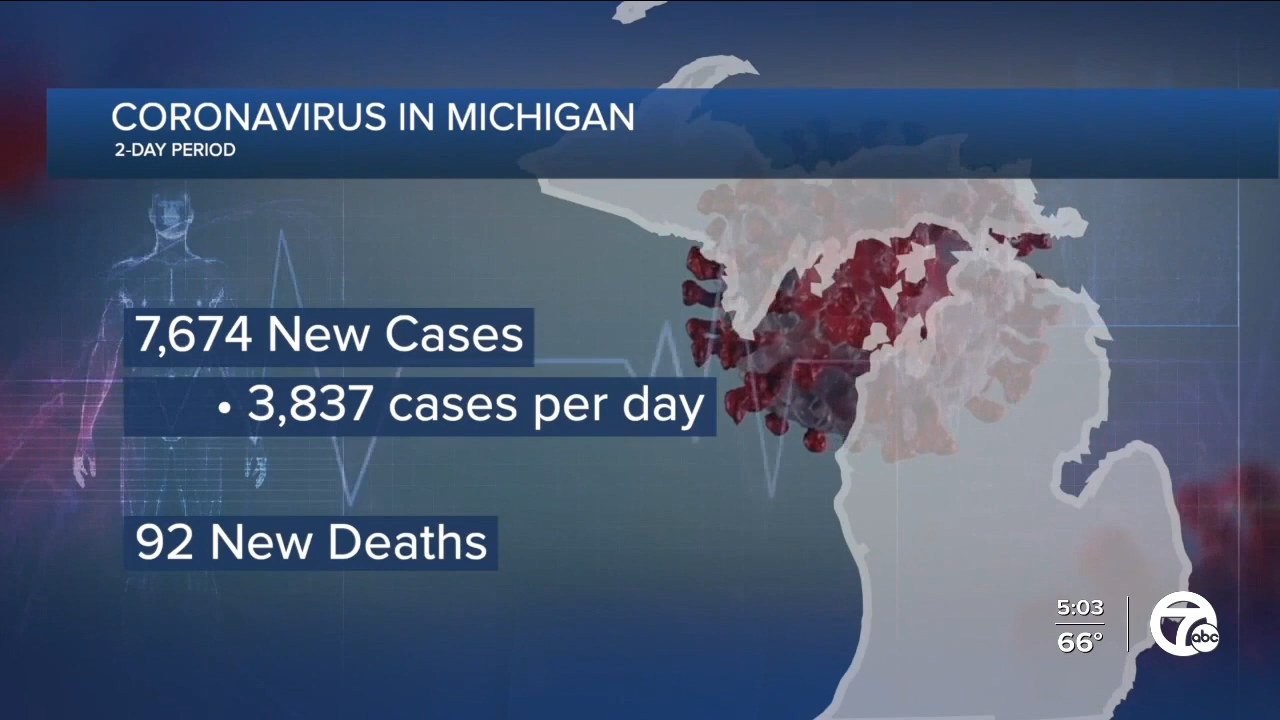 CORONAVIRUS IN MICHIGAN
2-DAY PERIOD
7,674 New Cases
• 3,837 cases per day
92 New Deaths
5:03
66°
7 abc